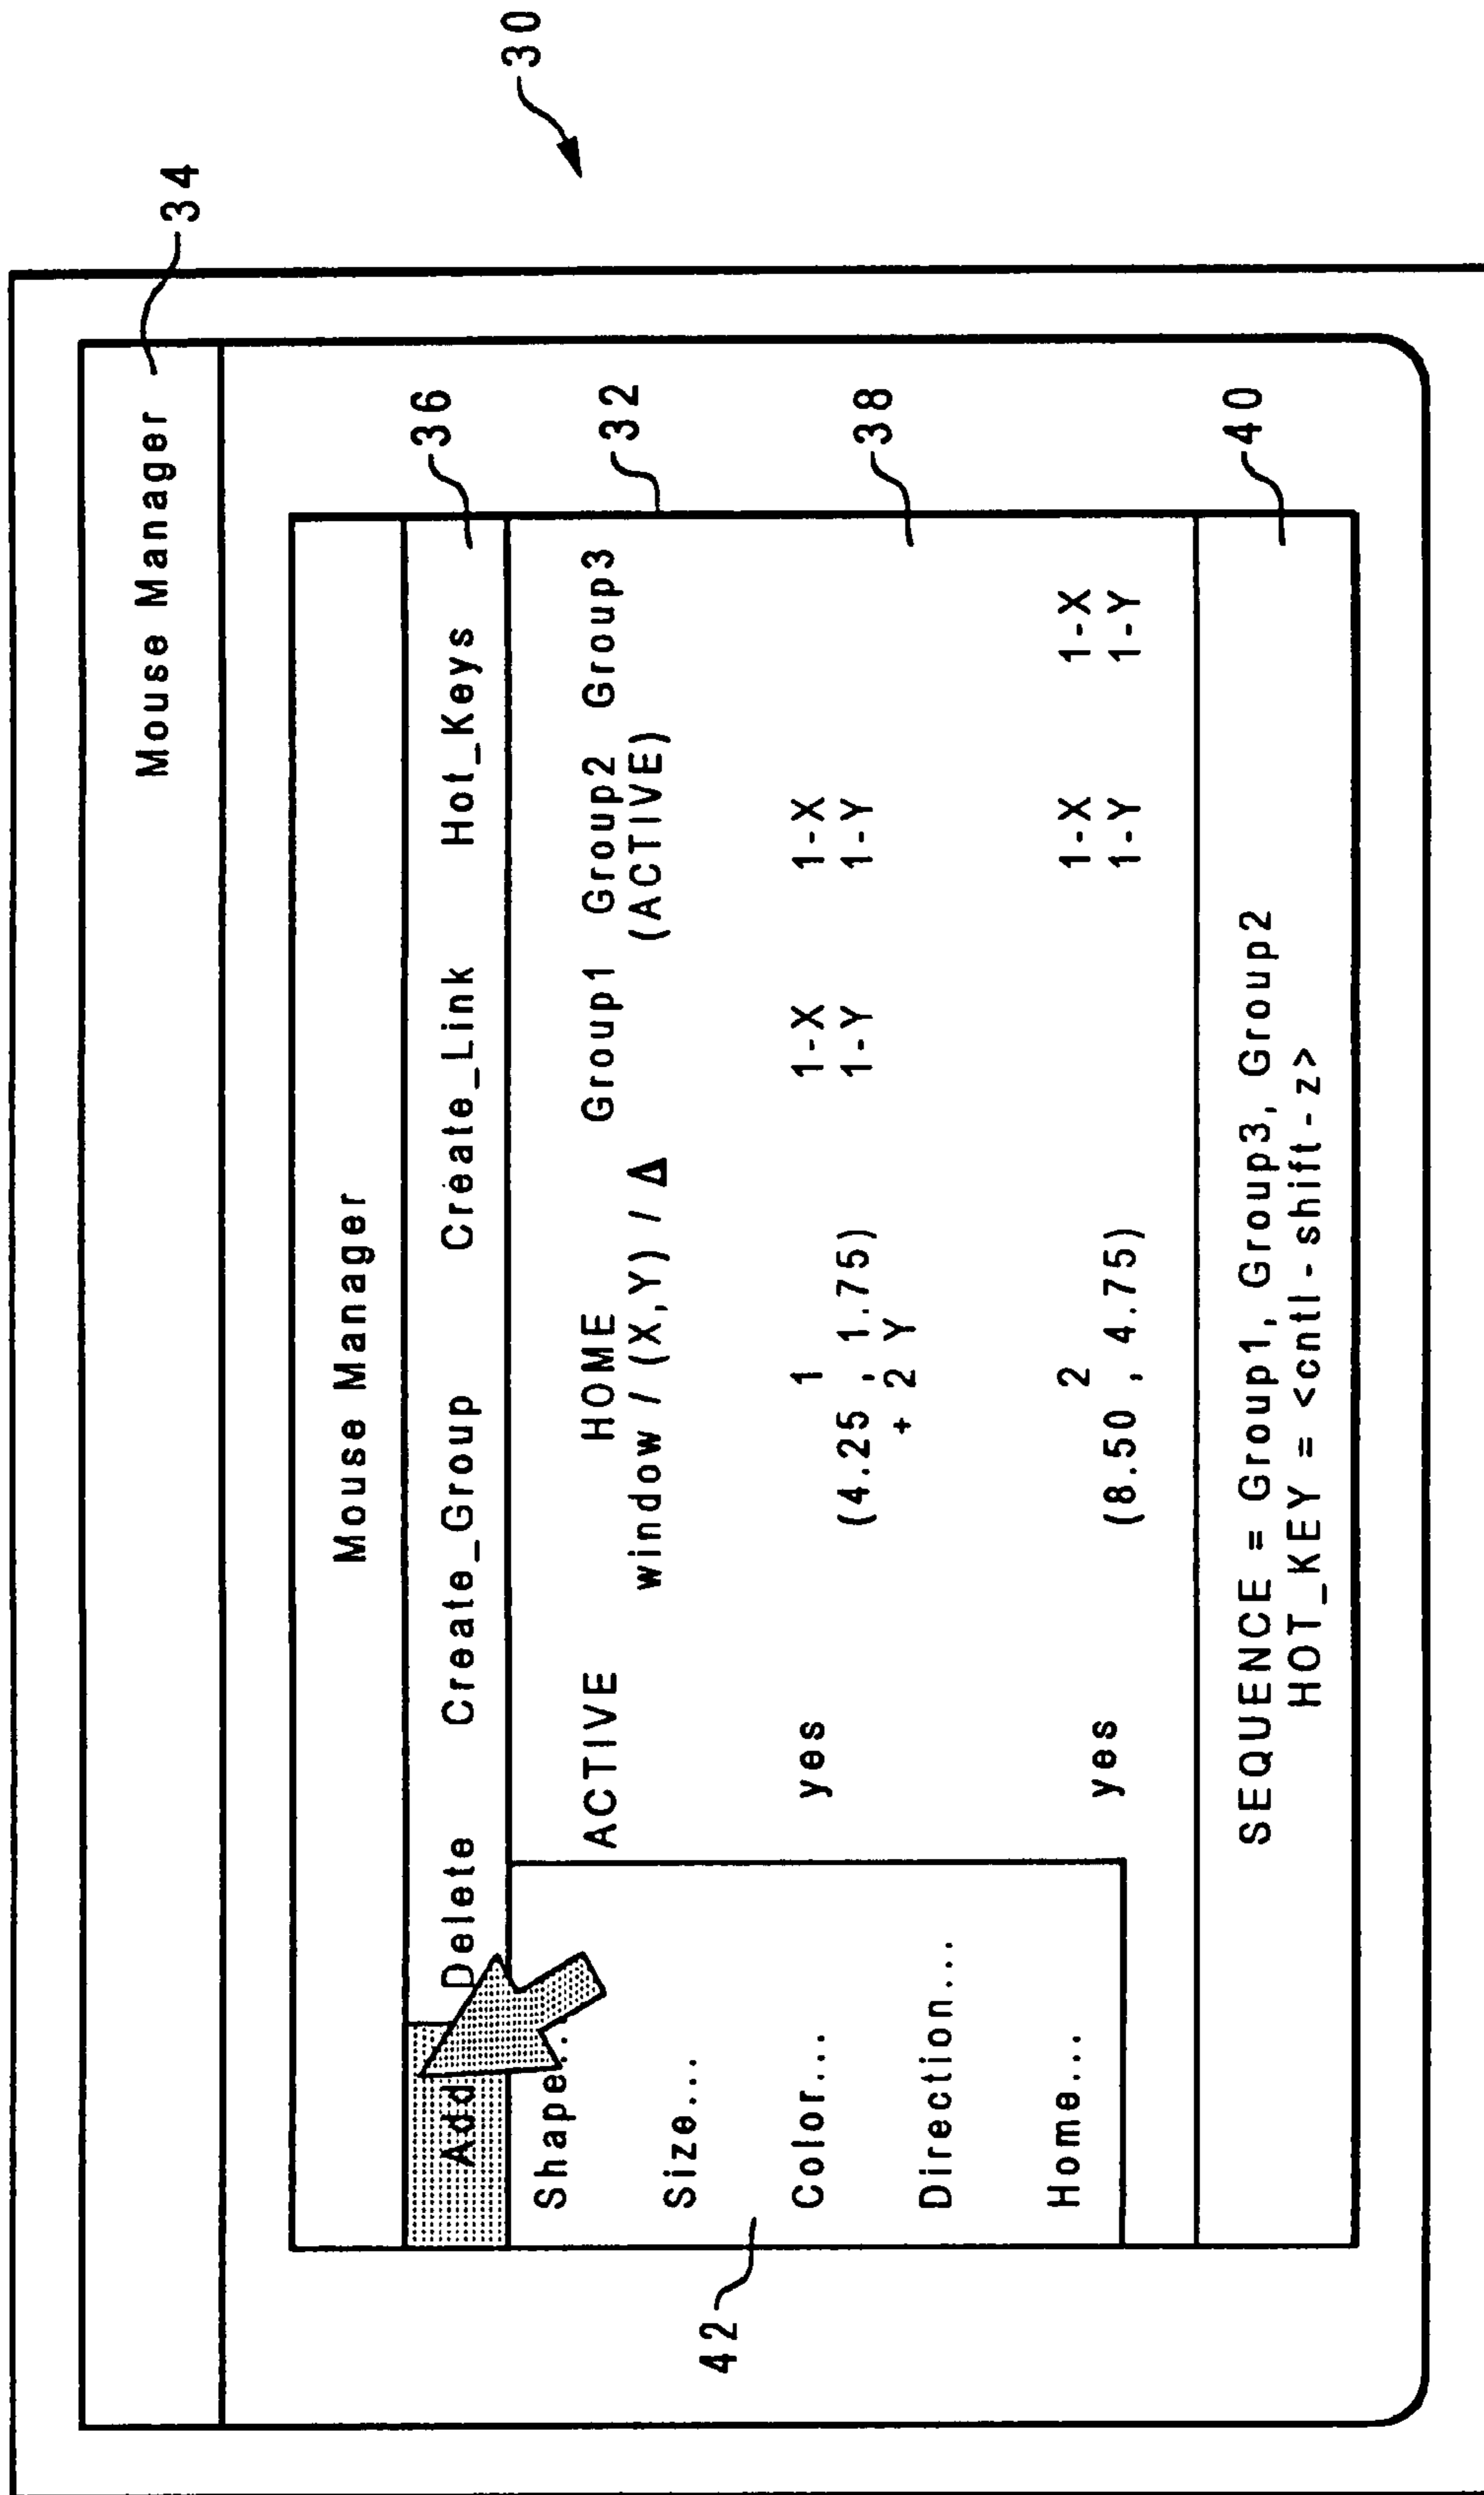 30
Mouse Manager
34
Mouse Manager
Add Delete Create_Group Create_Link Hot_Keys
36
Shape..
Size...
Color...
Direction...
Home...
42
ACTIVE HOME Group1 Group2 Group3
window / (X,Y) / Δ (ACTIVE)
32
yes 1 1-X 1-X
(4.25 , 1.75) 1-Y 1-Y
+ 2 Y
38
yes 2 1-X 1-X
(8.50 , 4.75) 1-Y 1-Y
SEQUENCE = Group1, Group3, Group2
HOT_KEY = <cntl-shift-z>
40